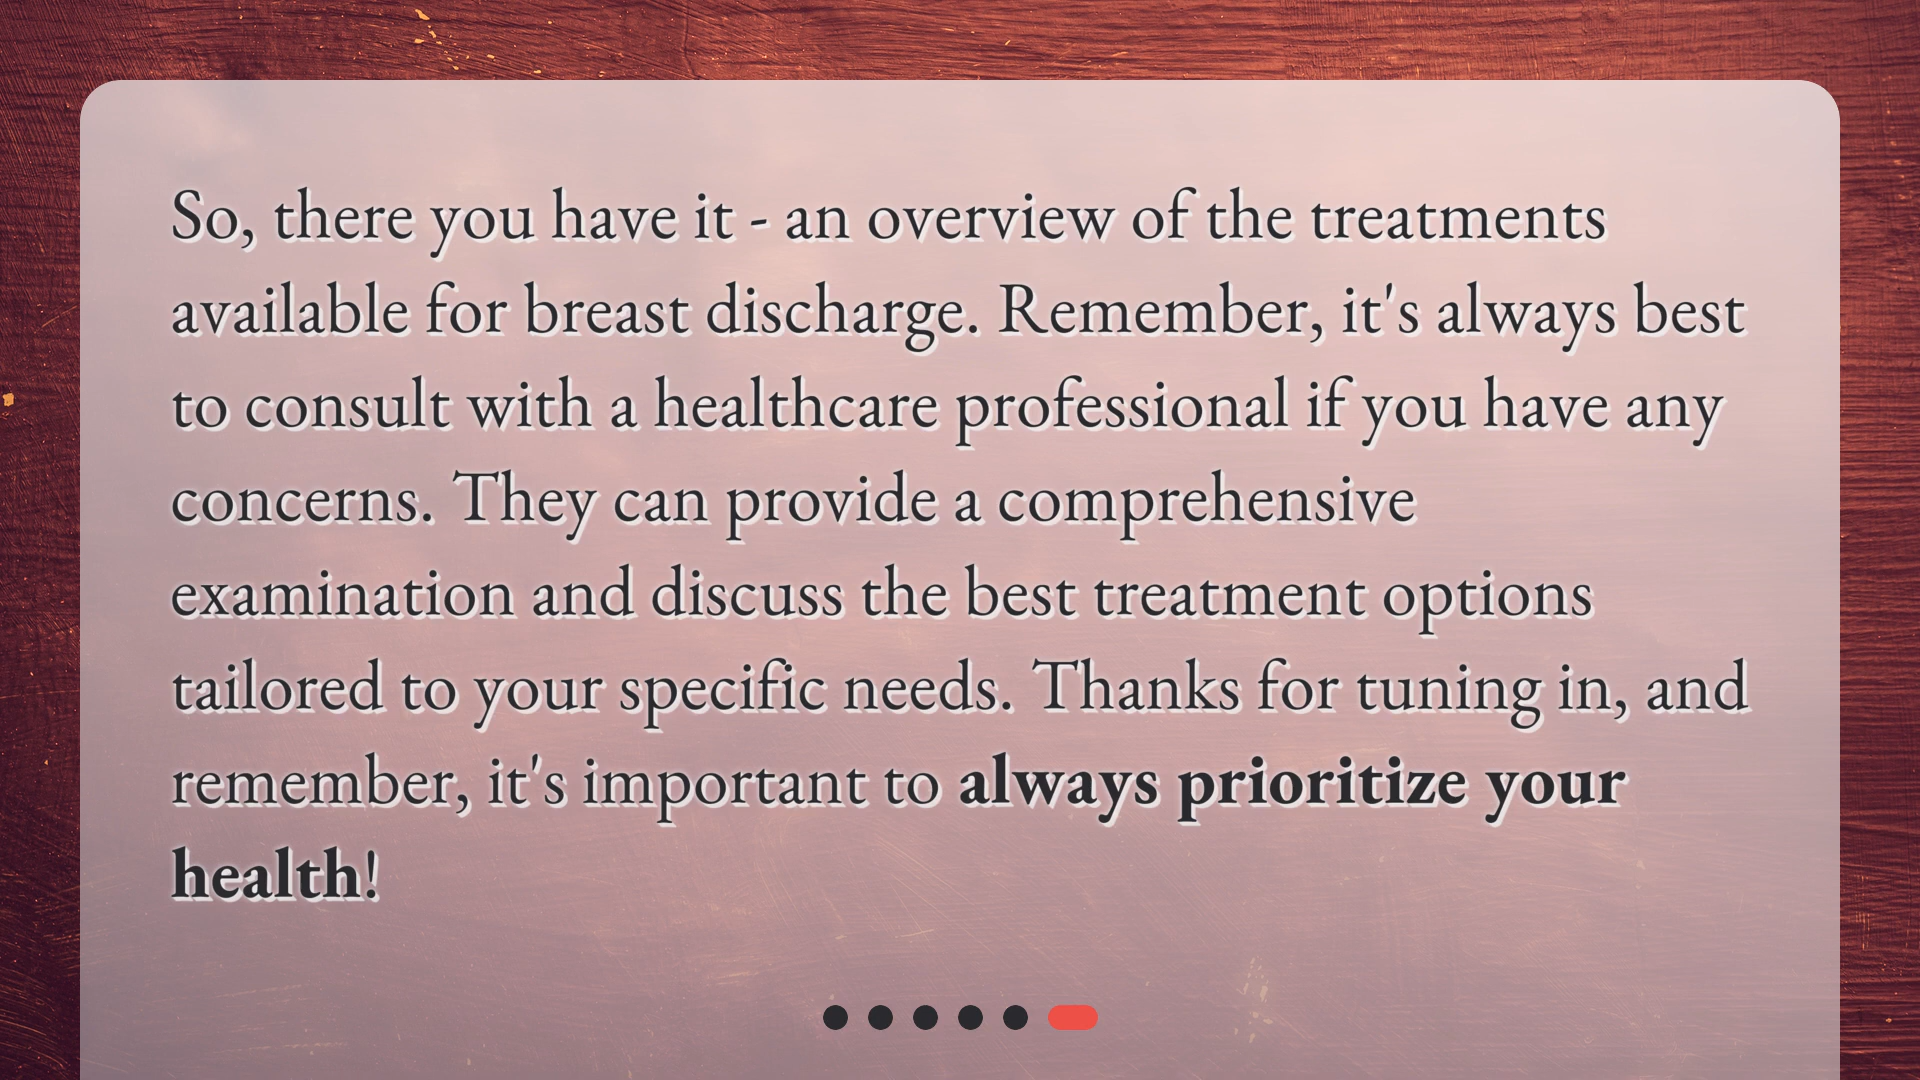 So, there you have it - an overview of the treatments
available for breast discharge. Remember, it's always best
to consult with a healthcare professional if you have any
concerns. They can provide a comprehensive
examination and discuss the best treatment options
tailored to your specific needs. Thanks for tuning in, and
remember, it's important to always prioritize your
health!